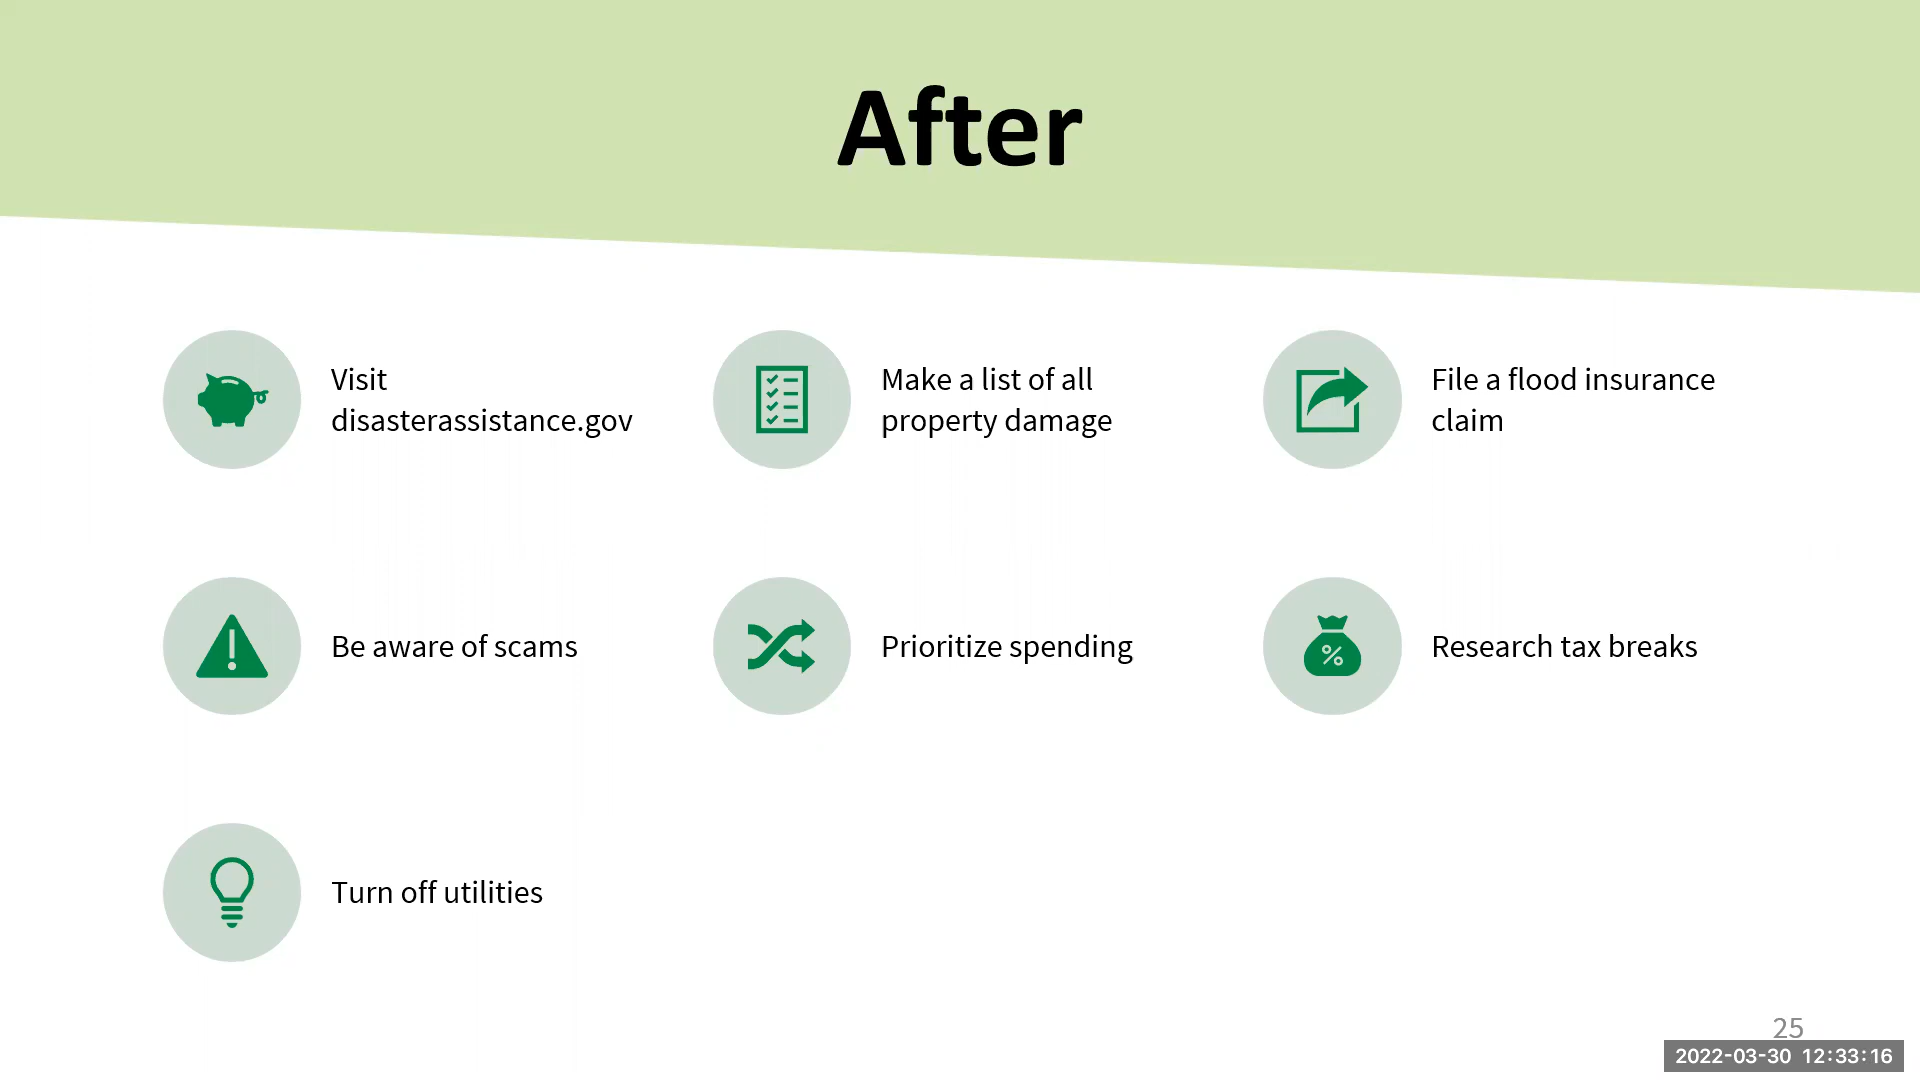 After
Visit
disasterassistance.gov
Make a list of all
property damage
File a flood insurance
claim
Be aware of scams
Prioritize spending
Research tax breaks
Turn off utilities
25
2022-03-30 12:33:16